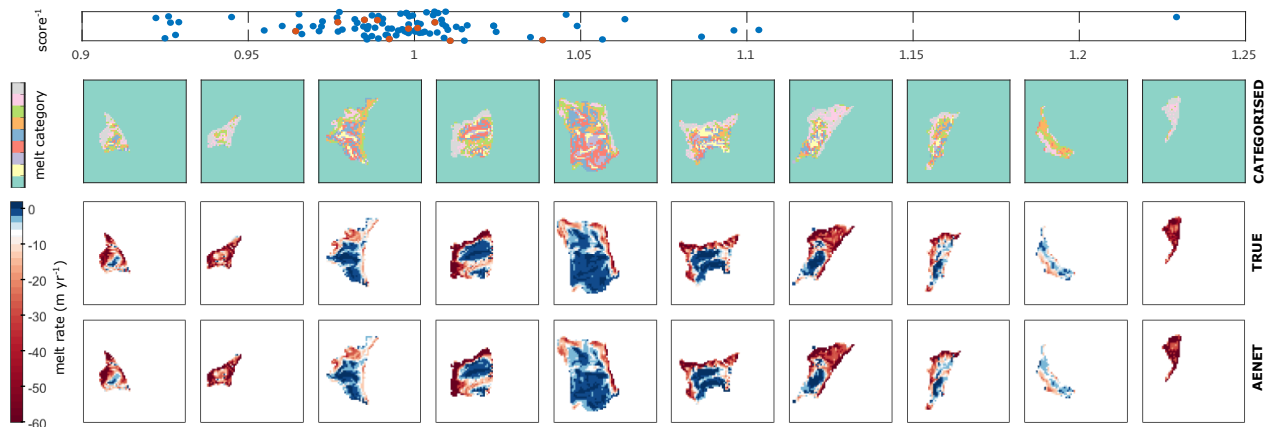 score⁻¹
0.9 0.95 1 1.05 1.1 1.15 1.2 1.25
melt category
CATEGORISED
melt rate (m yr⁻¹)
0
-10
-20
-30
-40
-50
-60
TRUE
AENET